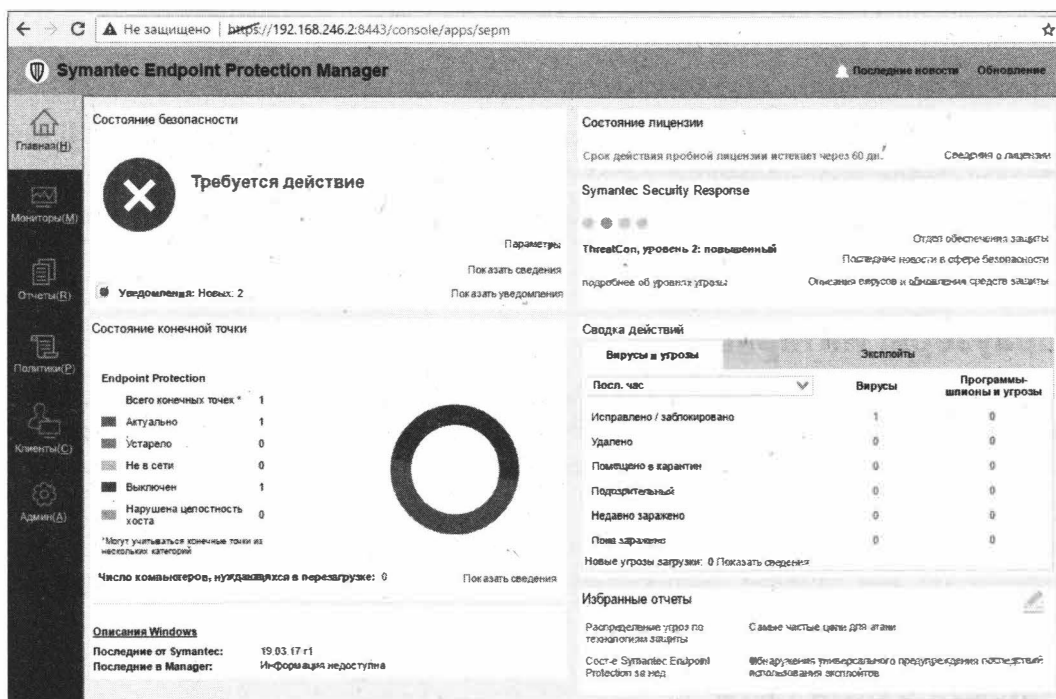 Не защищено | https://192.168.246.2:8443/console/apps/sepm
Symantec Endpoint Protection Manager
Последние новости
Обновление
Главная(H)
Мониторы(M)
Отчеты(R)
Политики(P)
Клиенты(C)
Админ(A)
Состояние безопасности
Требуется действие
Параметры
Показать сведения
Уведомления: Новых: 2
Показать уведомления
Состояние лицензии
Срок действия пробной лицензии истекает через 60 дн.
Сведения о лицензии
Symantec Security Response
ThreatCon, уровень 2: повышенный
Отдел обеспечения защиты
Последние новости в сфере безопасности
подробнее об уровнях угрозы
Описания вирусов и обновления средств защиты
Состояние конечной точки
Endpoint Protection
Всего конечных точек * 1
Актуально 1
Устарело 0
Не в сети 0
Выключен 1
Нарушена целостность хоста 0
*Могут учитываться конечные точки из
нескольких категорий
Число компьютеров, нуждающихся в перезагрузке: 0
Показать сведения
Описания Windows
Последние от Symantec: 19.03.17 r1
Последние в Manager: Информация недоступна
Сводка действий
Вирусы и угрозы
Эксплойты
Посл. час
Вирусы
Программы-
шпионы и угрозы
Исправлено / заблокировано 1 0
Удалено 0 0
Помещено в карантин 0 0
Подозрительный 0 0
Недавно заражено 0 0
Пока заражено 0 0
Новые угрозы загрузки: 0 Показать сведения
Избранные отчеты
Распределение угроз по
технологиям защиты
Самые частые цели для атаки
Сост-е Symantec Endpoint
Protection за нед.
Обнаружения универсального предупреждения последствий
использования эксплойтов